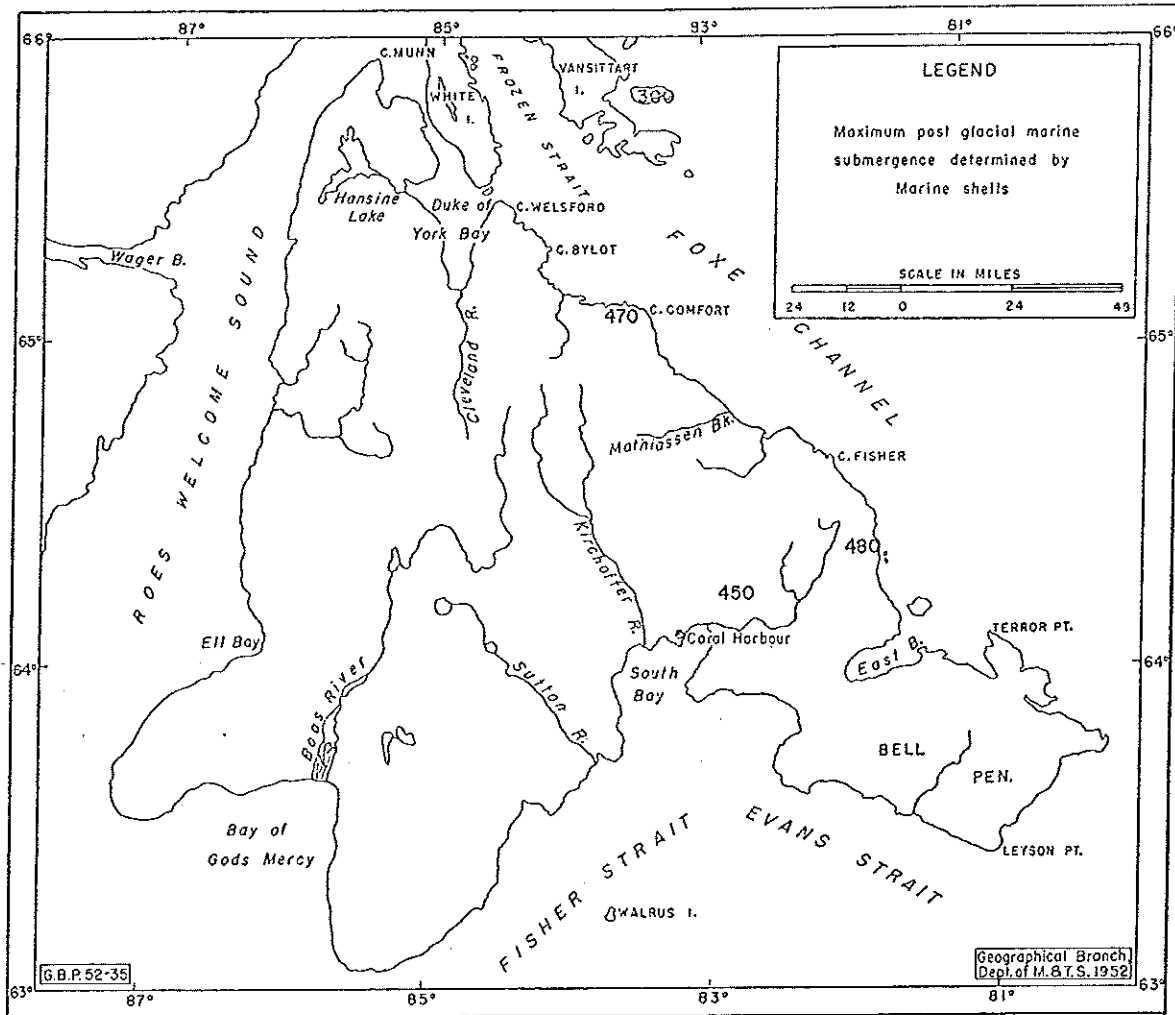 87°
85°
83°
81°
66°
66°
C.MUNN
WHITE
I.
FROZEN STRAIT
VANSITTART
I.
300
LEGEND
Maximum post glacial marine
submergence determined by
Marine shells
SCALE IN MILES
24 12 0 24 48
Hansine
Lake
Duke of
York Bay
C.WELSFORD
C.BYLOT
Wager B.
ROES WELCOME SOUND
FOXE CHANNEL
470
C.COMFORT
65°
65°
Cleveland R.
Mathiassen Bk.
C.FISHER
Kirchoffer R.
480
450
Ell Bay
Coral Harbour
TERROR PT.
64°
64°
East B.
South
Bay
Boas River
Sutton R.
BELL
PEN.
Bay of
Gods Mercy
FISHER STRAIT
EVANS STRAIT
LEYSON PT.
WALRUS I.
G.B.P. 52-35
Geographical Branch
Dept. of M.&T.S. 1952
63°
63°
87°
85°
83°
81°